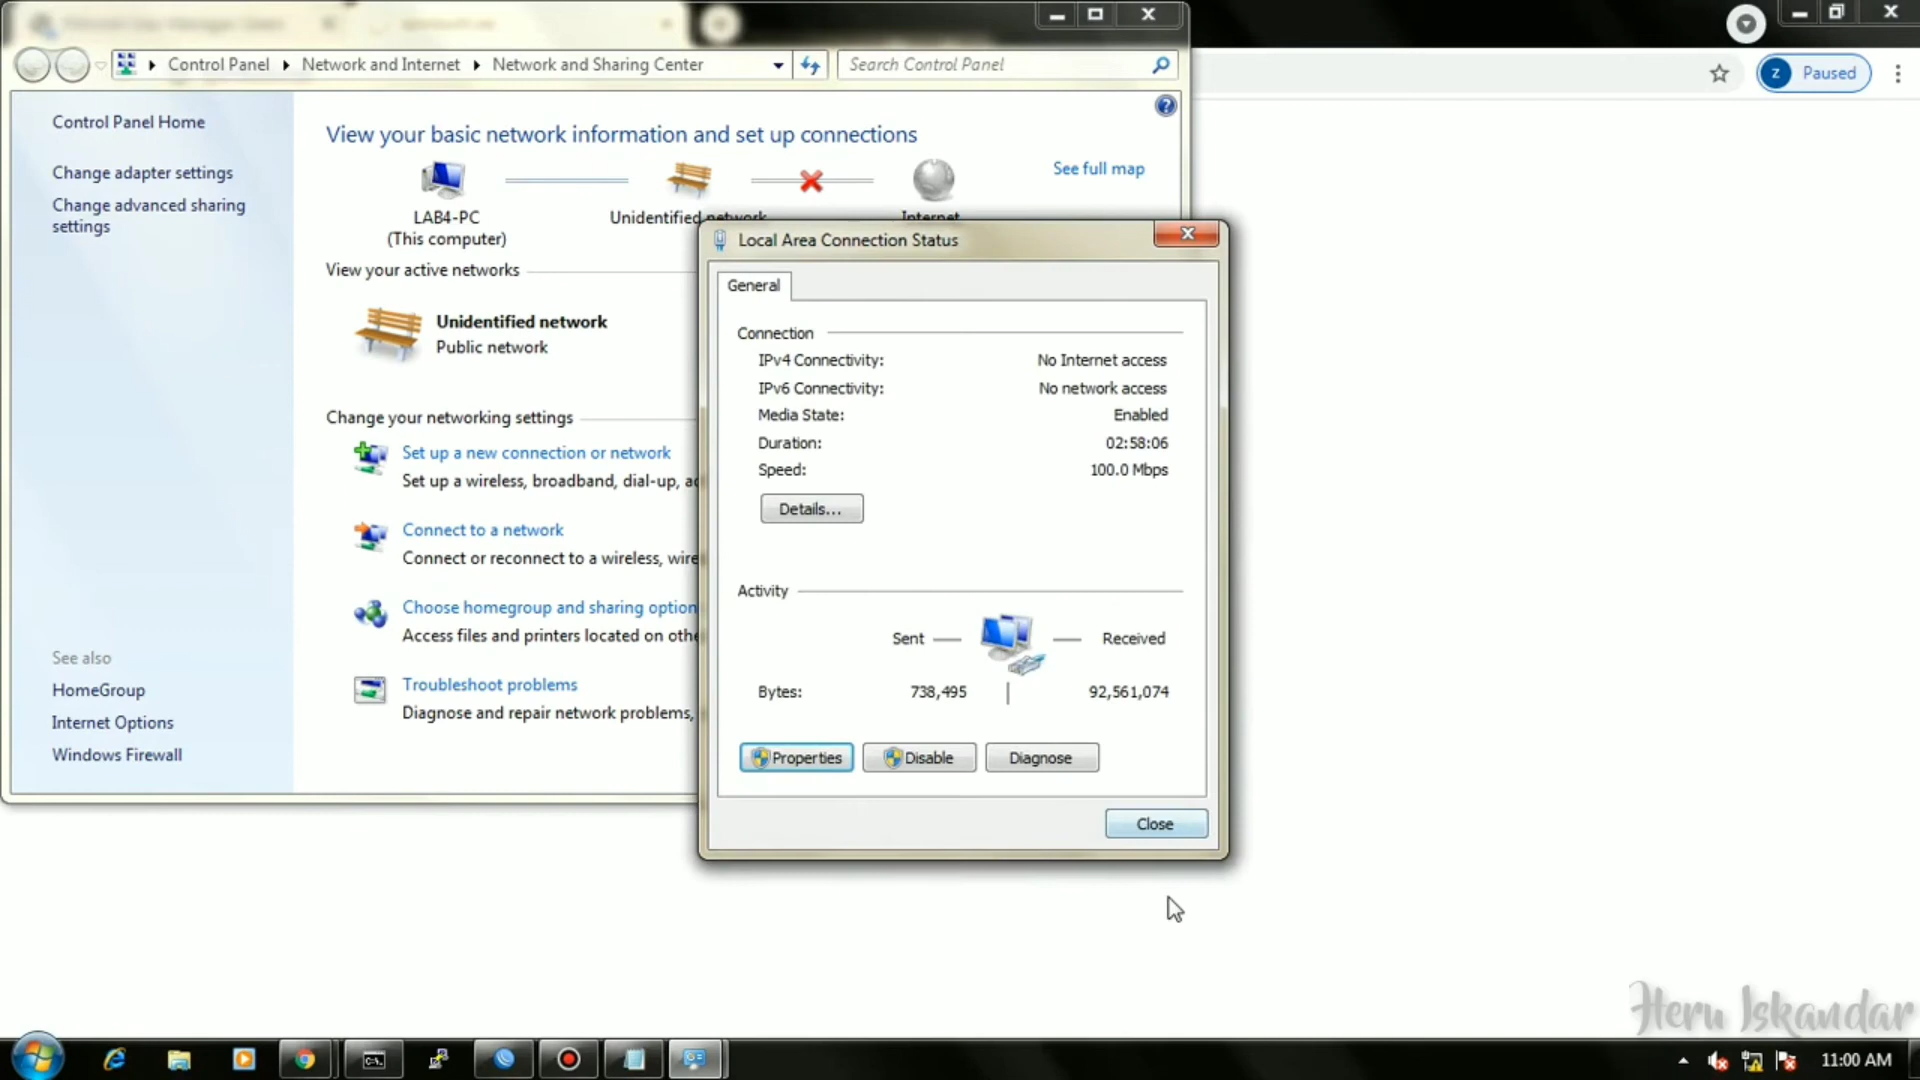 Control Panel
Network and Internet
Network and Sharing Center
Search Control Panel
z
Paused
Control Panel Home
Change adapter settings
Change advanced sharing
settings
See also
HomeGroup
Internet Options
Windows Firewall
View your basic network information and set up connections
See full map
LAB4-PC
(This computer)
Unidentified network
Internet
View your active networks
Unidentified network
Public network
Change your networking settings
Set up a new connection or network
Set up a wireless, broadband, dial-up,
Connect to a network
Connect or reconnect to a wireless,
Choose homegroup and sharing option
Access files and printers located on
Troubleshoot problems
Diagnose and repair network problems,
Local Area Connection Status
General
Connection
IPv4 Connectivity: No Internet access
IPv6 Connectivity: No network access
Media State: Enabled
Duration: 02:58:06
Speed: 100.0 Mbps
Details...
Activity
Sent — — Received
Bytes: 738,495 | 92,561,074
Properties
Disable
Diagnose
Close
Heru Iskandar
11:00 AM